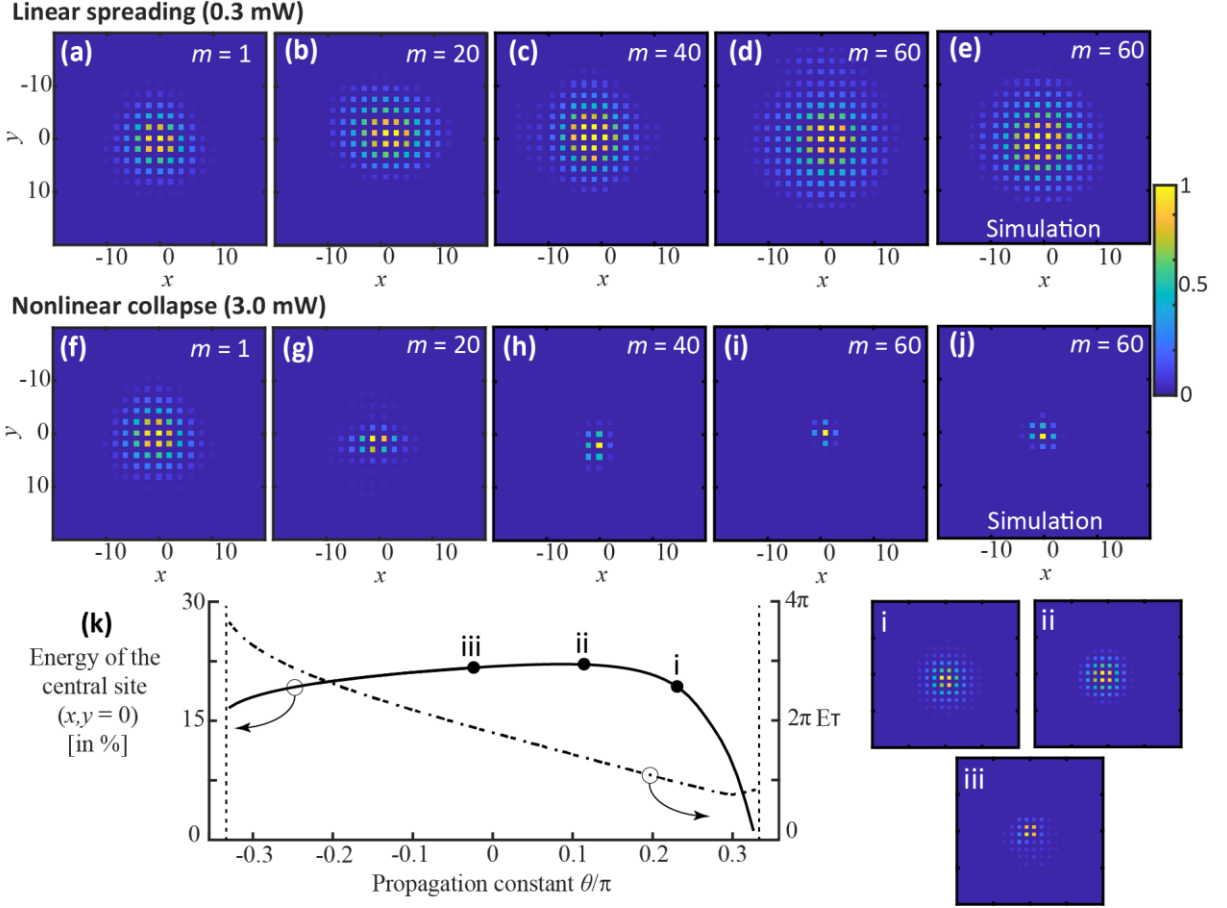 Linear spreading (0.3 mW)
(a) m = 1
(b) m = 20
(c) m = 40
(d) m = 60
(e) m = 60
-10
0
10
y
Simulation
-10 0 10
-10 0 10
-10 0 10
-10 0 10
-10 0 10
x
x
x
x
x
1
0.5
0
Nonlinear collapse (3.0 mW)
(f) m = 1
(g) m = 20
(h) m = 40
(i) m = 60
(j) m = 60
-10
0
10
y
Simulation
-10 0 10
-10 0 10
-10 0 10
-10 0 10
-10 0 10
x
x
x
x
x
(k)
Energy of the
central site
(x,y = 0)
[in %]
30
15
0
iii
ii
i
4π
2π Eτ
0
-0.3 -0.2 -0.1 0 0.1 0.2 0.3
Propagation constant θ/π
i
ii
iii